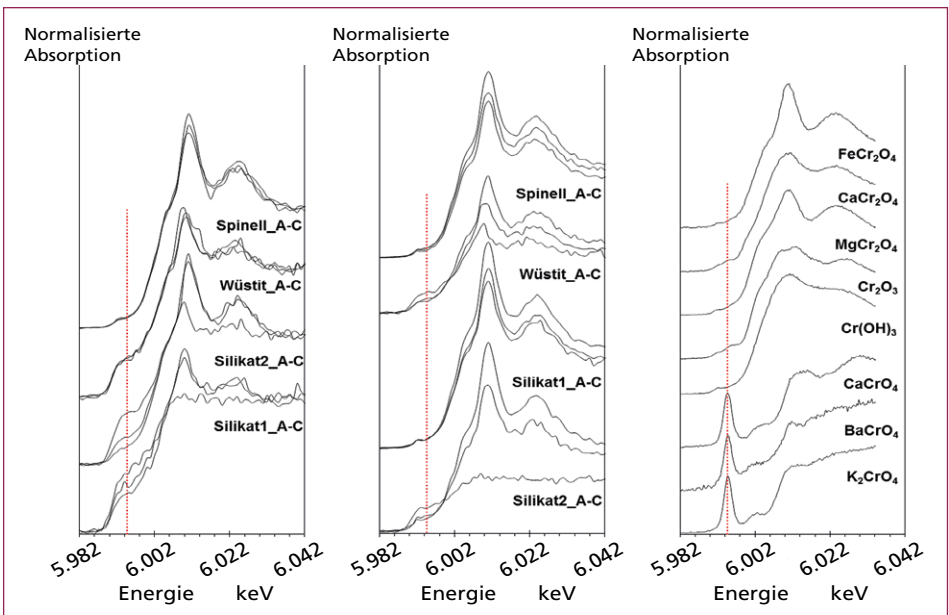 Normalisierte
Absorption
Spinell_A-C
Wüstit_A-C
Silikat2_A-C
Silikat1_A-C
5.982 6.002 6.022 6.042
Energie keV
Normalisierte
Absorption
Spinell_A-C
Wüstit_A-C
Silikat1_A-C
Silikat2_A-C
5.982 6.002 6.022 6.042
Energie keV
Normalisierte
Absorption
FeCr₂O₄
CaCr₂O₄
MgCr₂O₄
Cr₂O₃
Cr(OH)₃
CaCrO₄
BaCrO₄
K₂CrO₄
5.982 6.002 6.022 6.042
Energie keV